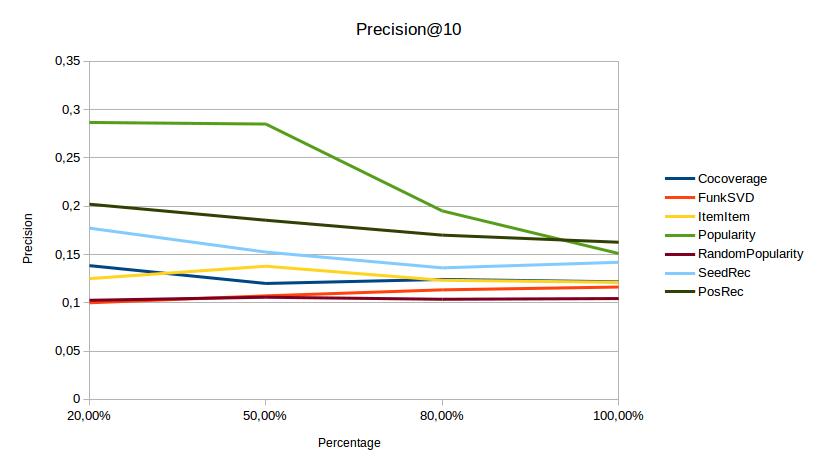 Precision@10
0,35
0,3
0,25
0,2
0,15
0,1
0,05
0
20,00%
50,00%
80,00%
100,00%
Precision
Percentage
Cocoverage
FunkSVD
ItemItem
Popularity
RandomPopularity
SeedRec
PosRec